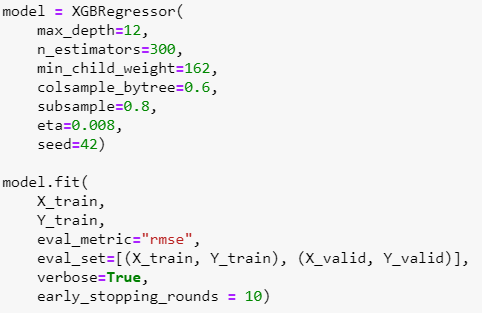 model = XGBRegressor(
    max_depth=12,
    n_estimators=300,
    min_child_weight=162,
    colsample_bytree=0.6,
    subsample=0.8,
    eta=0.008,
    seed=42)

model.fit(
    X_train,
    Y_train,
    eval_metric="rmse",
    eval_set=[(X_train, Y_train), (X_valid, Y_valid)],
    verbose=True,
    early_stopping_rounds = 10)